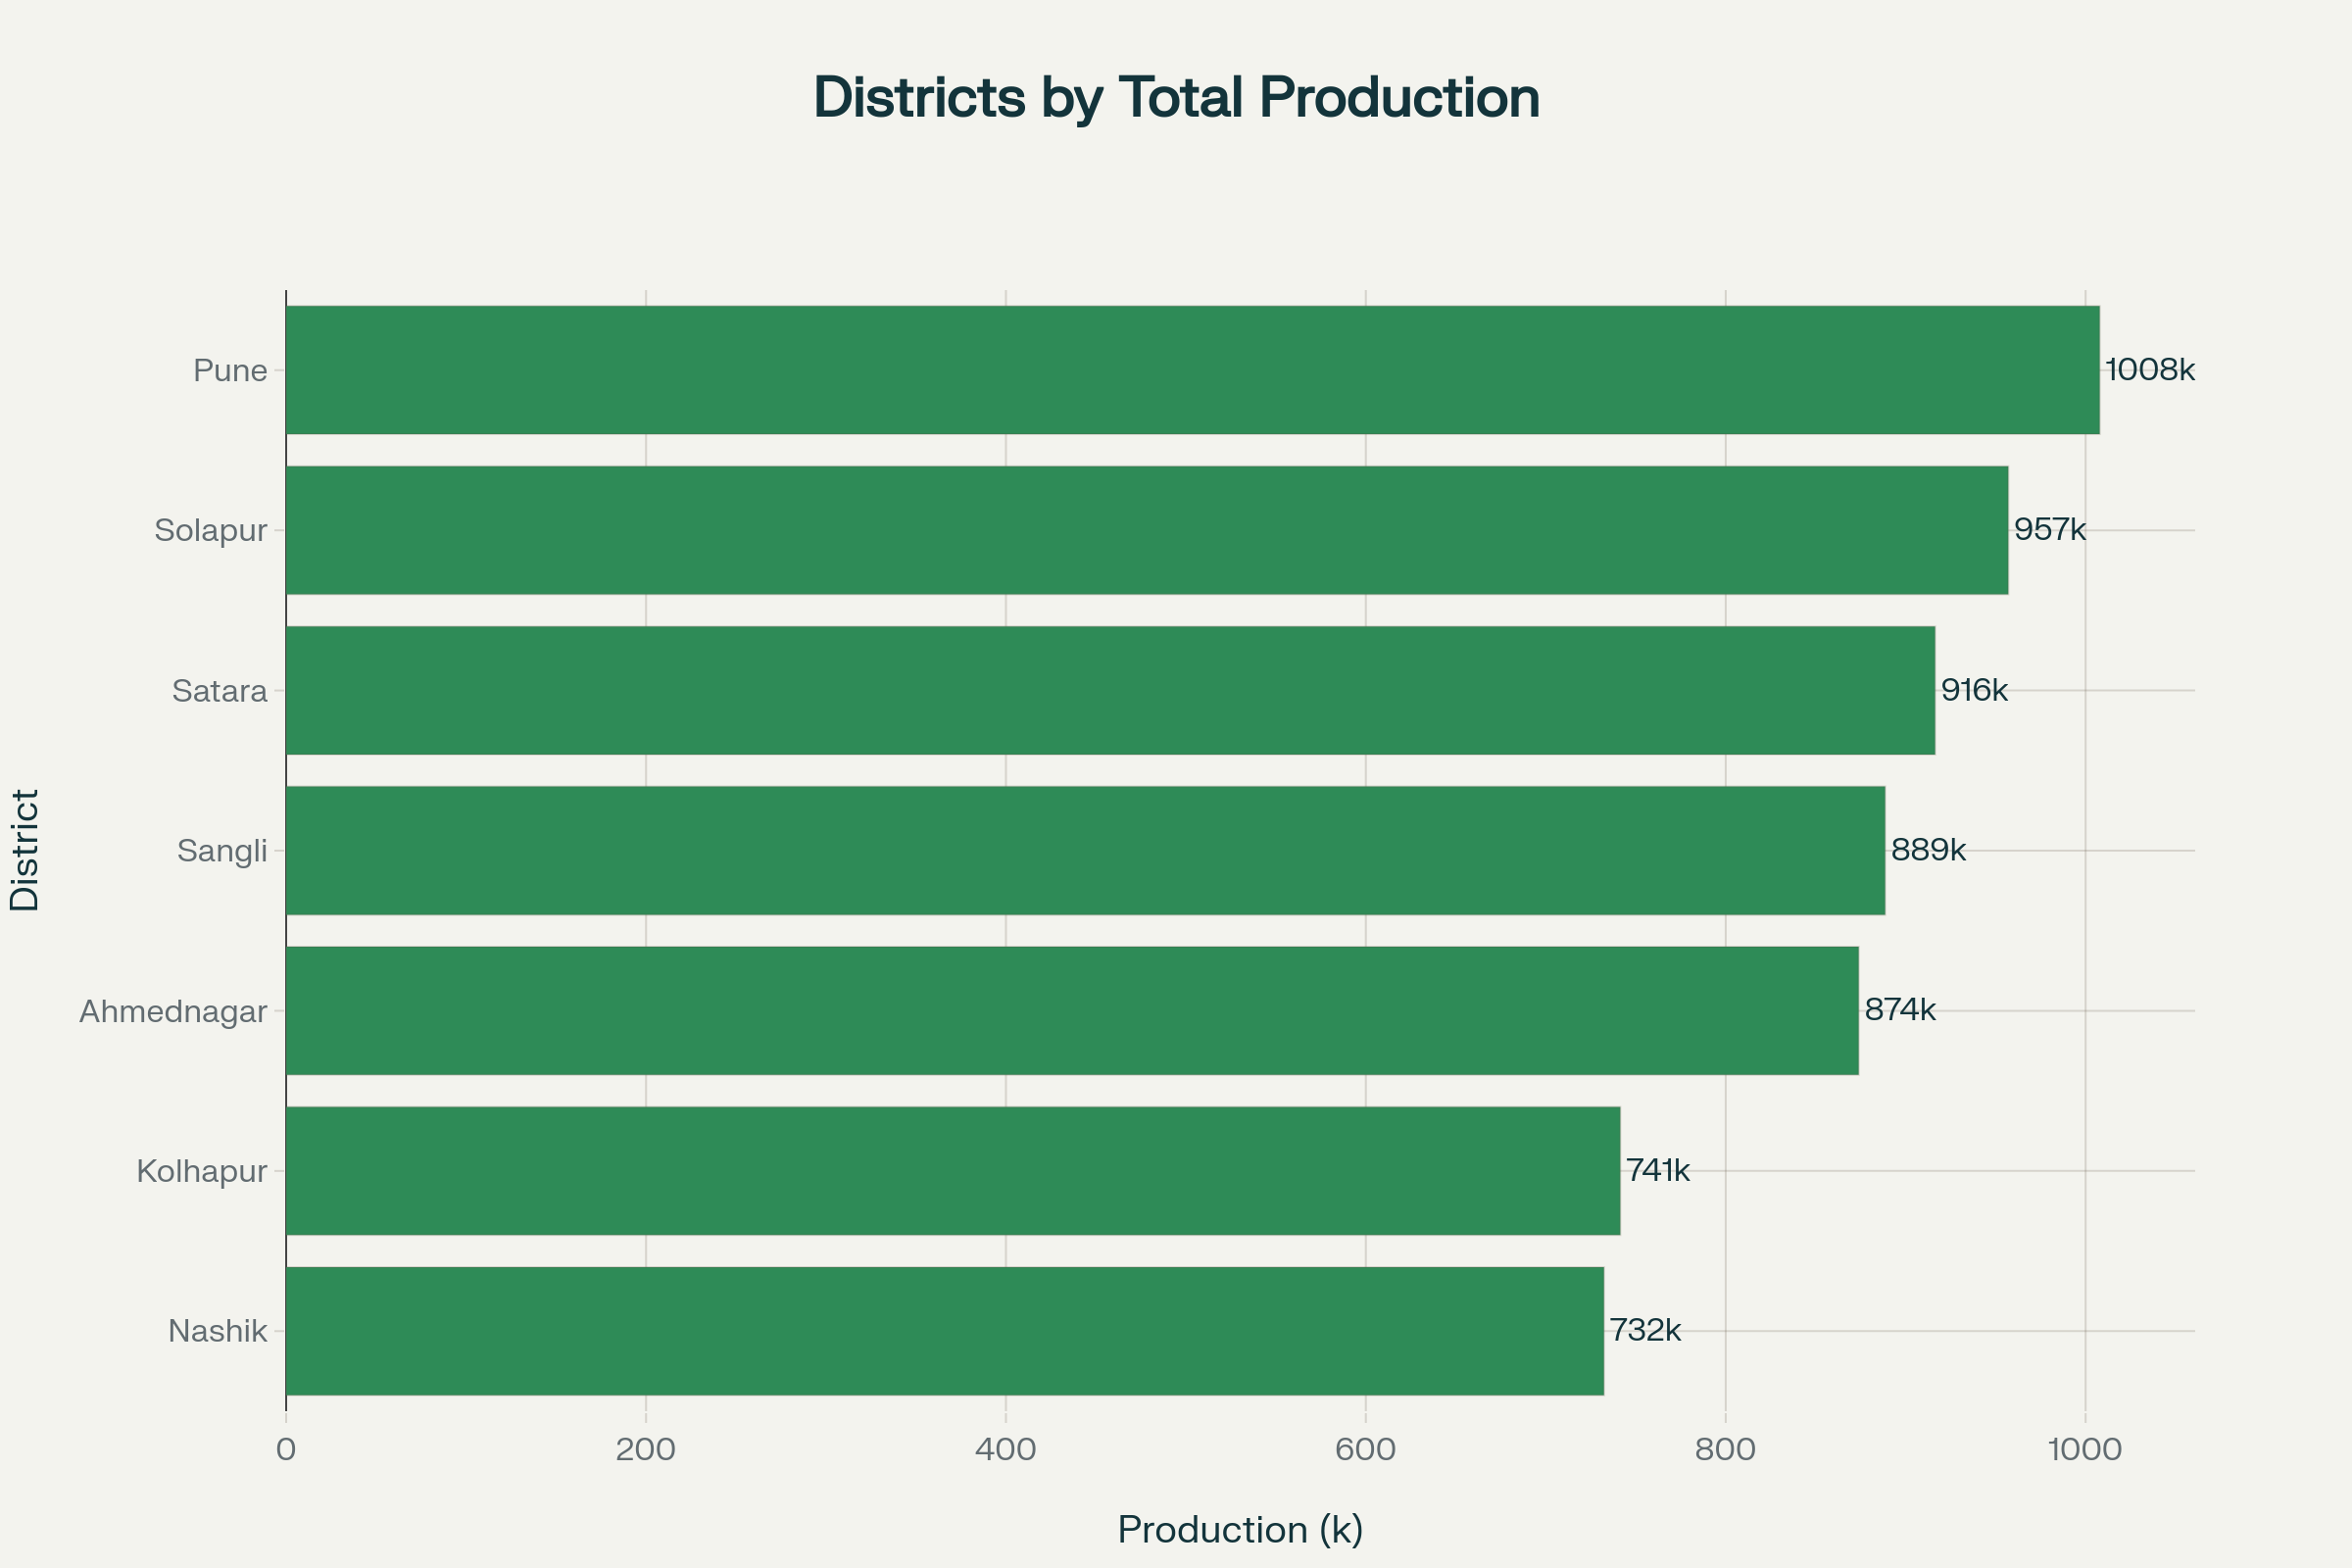 Districts by Total Production
Pune
1008k
Solapur
957k
Satara
916k
Sangli
889k
Ahmednagar
874k
Kolhapur
741k
Nashik
732k
District
0
200
400
600
800
1000
Production (k)